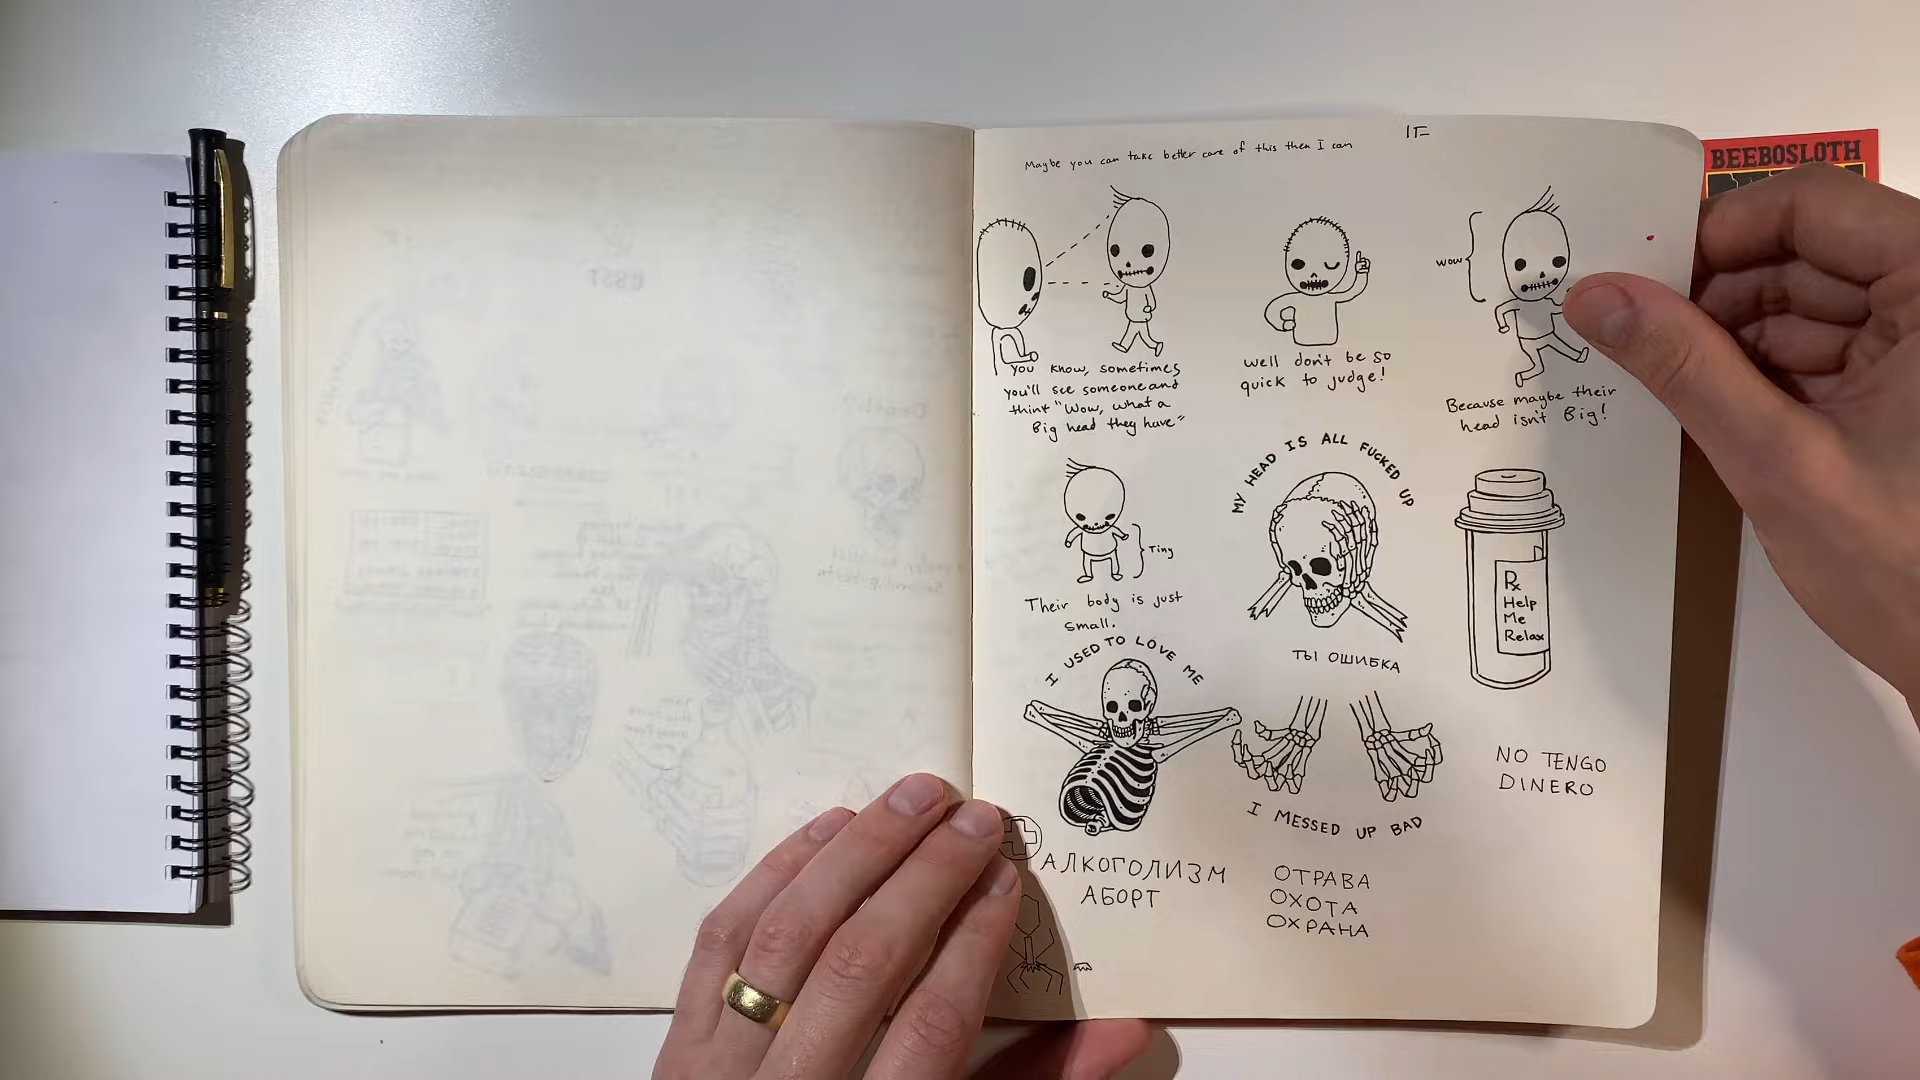 BEEBOSLOTH
IF
Maybe you can take better care of this then I can
You know, sometimes
you'll see someone and
think "Wow, what a
Big head they have"
well don't be so
quick to judge!
wow
Because maybe their
head isn't Big!
Tiny
Their body is just
small.
MY HEAD IS ALL FUCKED UP
ТЫ ОШИБКА
Rx
Help
Me
Relax
I USED TO LOVE ME
I MESSED UP BAD
NO TENGO
DINERO
АЛКОГОЛИЗМ
АБОРТ
ОТРАВА
ОХОТА
ОХРАНА